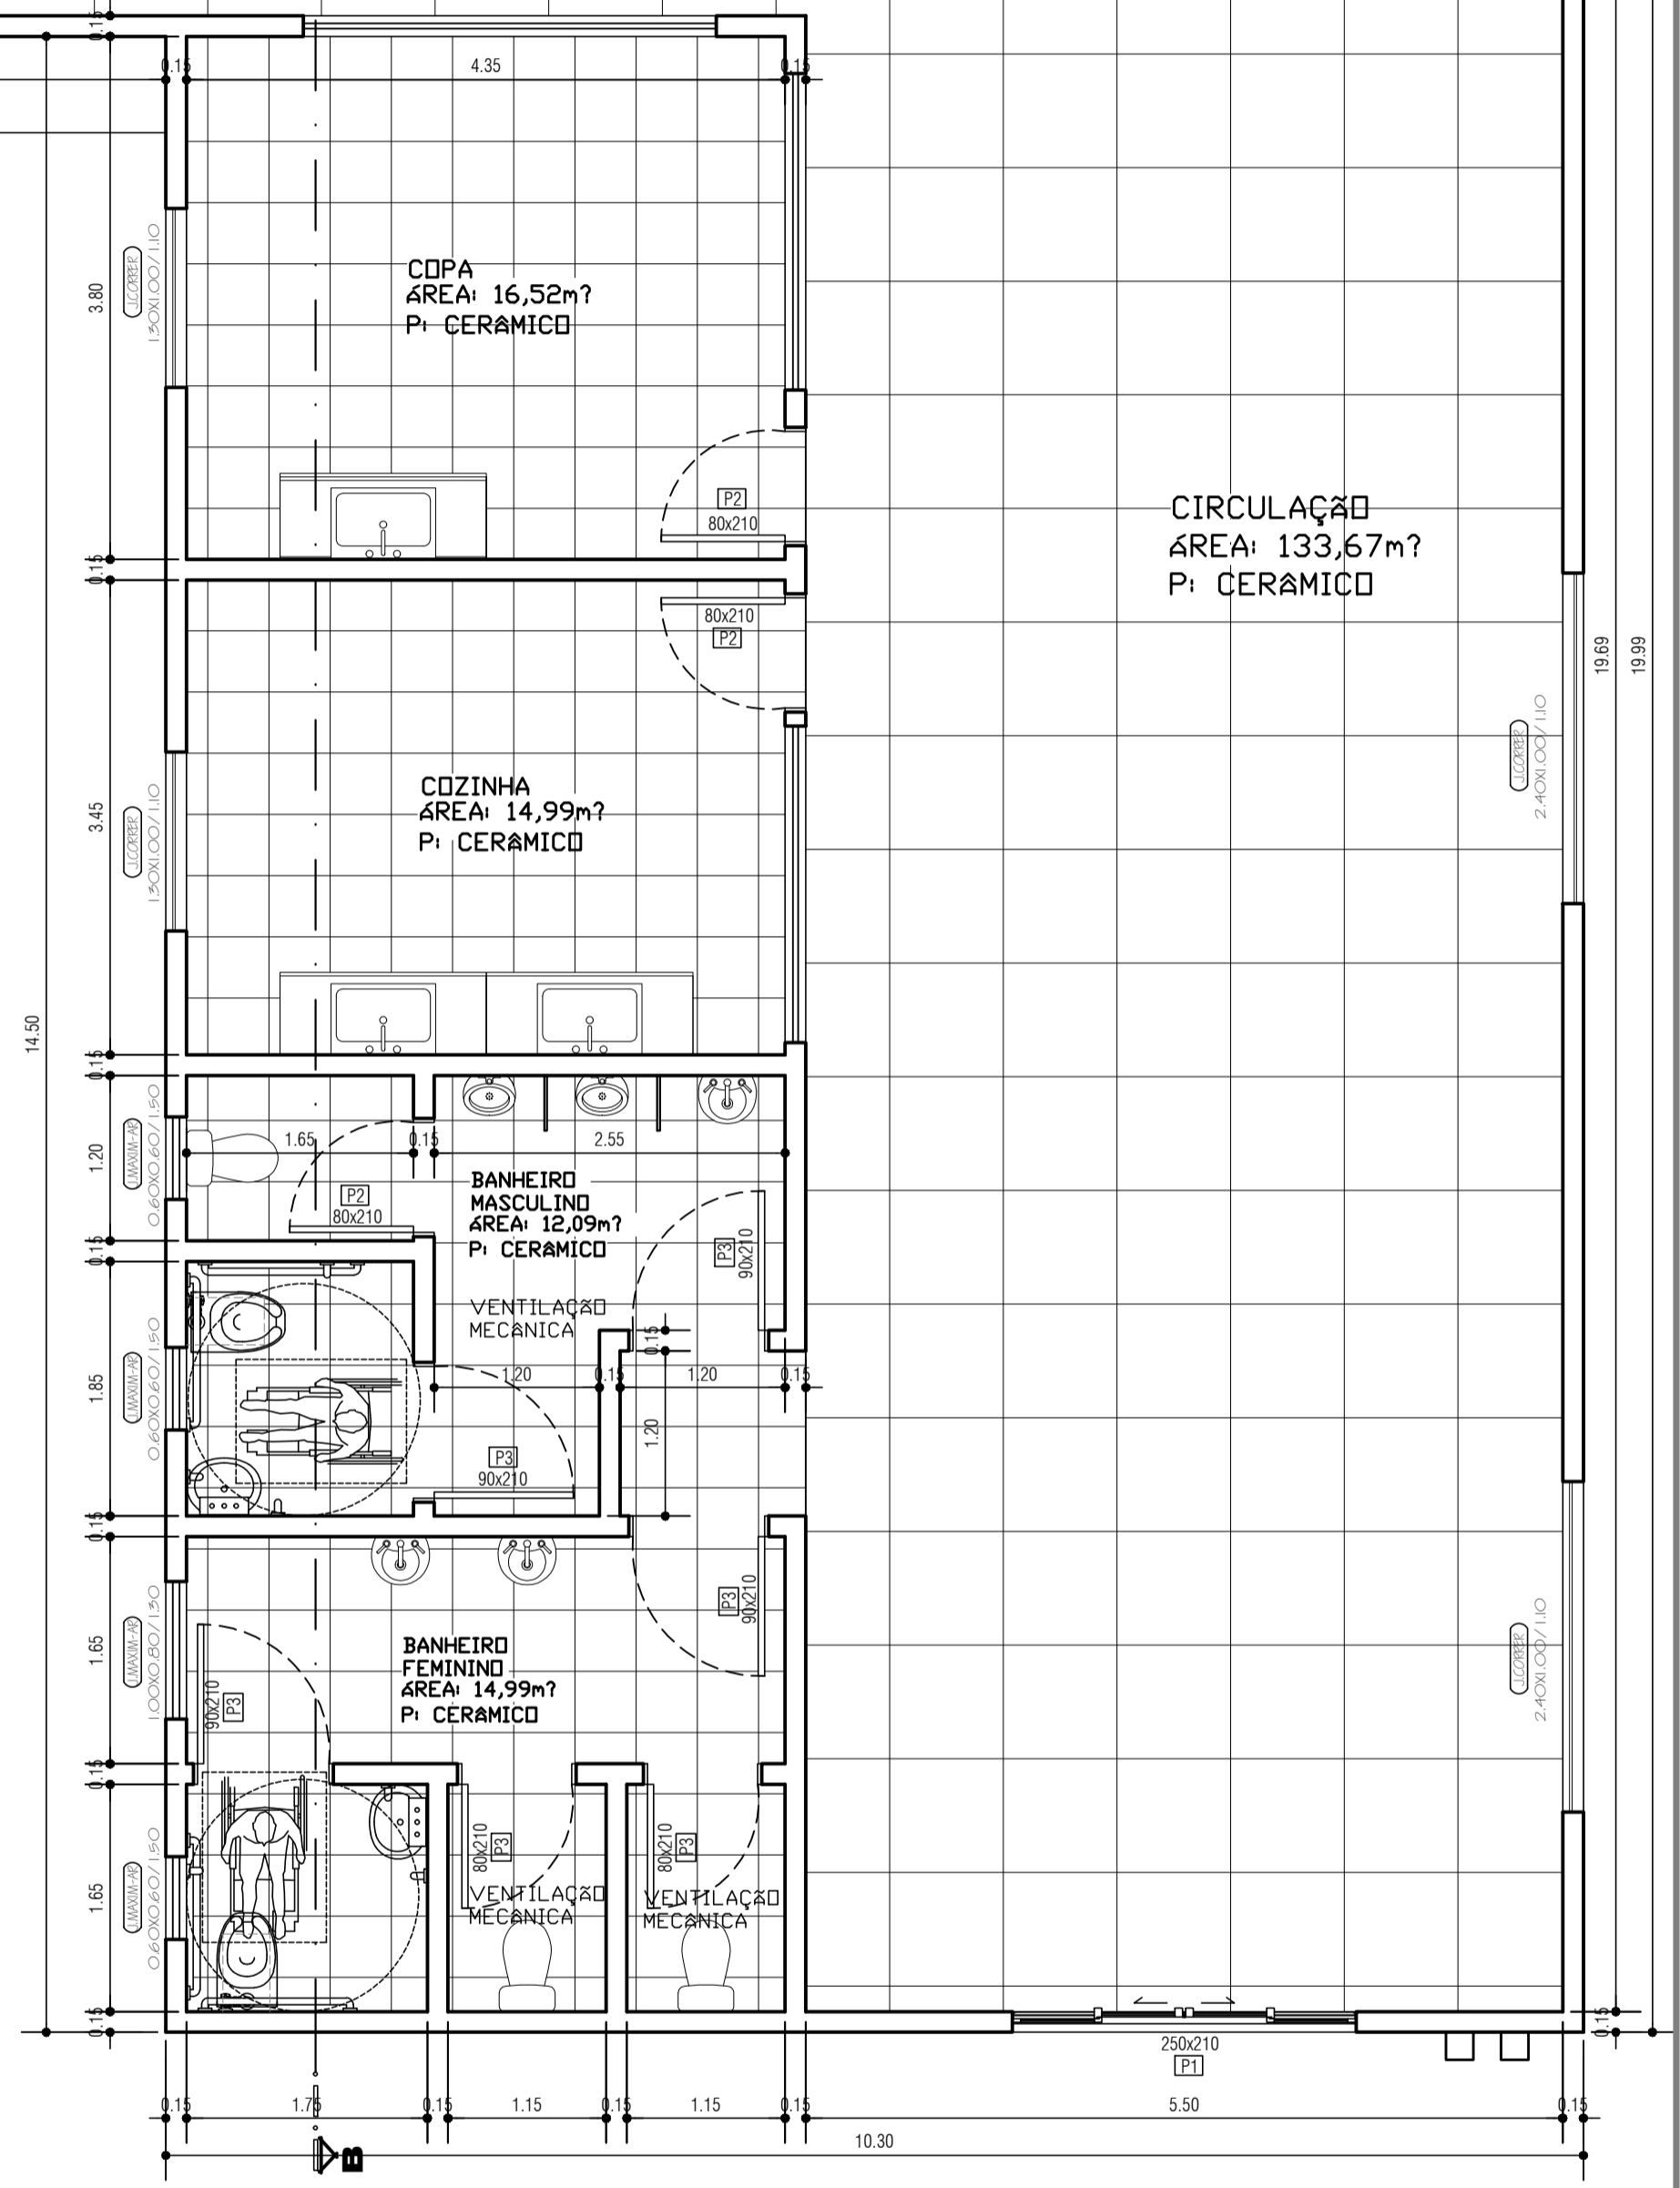 0.15
0.15
4.35
0.15
COPA
ÁREA: 16,52m?
P: CERÂMICO
3.80
J.CORRER
1.30X1.00/1.10
P2
80x210
CIRCULAÇÃO
ÁREA: 133,67m?
P: CERÂMICO
0.15
80x210
P2
19.69
19.99
J.CORRER
2.40X1.00/1.10
COZINHA
ÁREA: 14,99m?
P: CERÂMICO
3.45
J.CORRER
1.30X1.00/1.10
14.50
0.15
1.20
J.MAXIM-AR
0.60X0.60/1.50
1.65
0.15
2.55
BANHEIRO
MASCULINO
ÁREA: 12,09m?
P: CERÂMICO
P2
80x210
P3
90x210
0.15
VENTILAÇÃO
MECÂNICA
0.15
1.85
J.MAXIM-AR
0.60X0.60/1.50
1.20
0.15
1.20
0.15
1.20
P3
90x210
0.15
P3
90x210
1.65
J.MAXIM-AR
1.00X0.80/1.30
BANHEIRO
FEMININO
ÁREA: 14,99m?
P: CERÂMICO
90x210
P3
J.CORRER
2.40X1.00/1.10
0.15
1.65
J.MAXIM-AR
0.60X0.60/1.50
80x210
P3
80x210
P3
VENTILAÇÃO
MECÂNICA
VENTILAÇÃO
MECÂNICA
0.15
0.15
250x210
P1
0.15
1.75
0.15
1.15
0.15
1.15
0.15
5.50
0.15
10.30
B